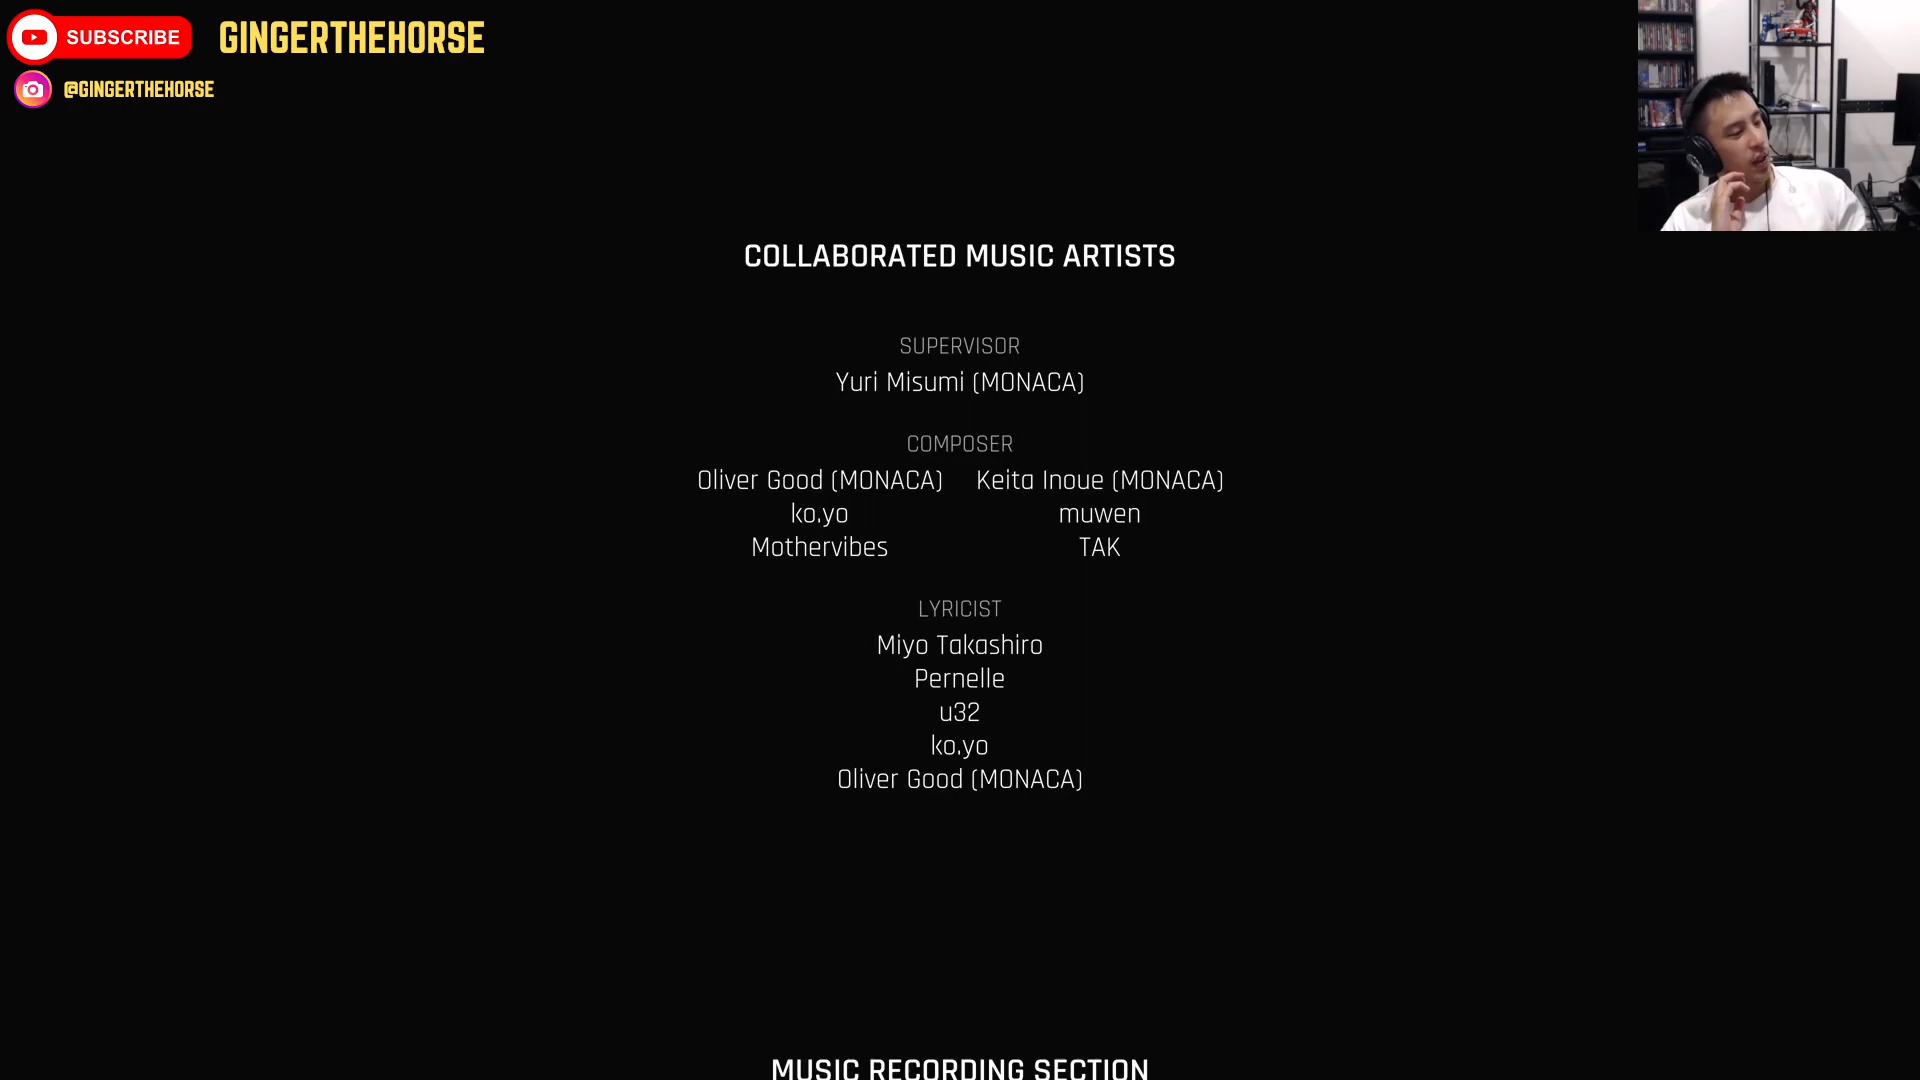 SUBSCRIBE
GINGERTHEHORSE
@GINGERTHEHORSE
COLLABORATED MUSIC ARTISTS
SUPERVISOR
Yuri Misumi (MONACA)
COMPOSER
Oliver Good (MONACA) Keita Inoue (MONACA)
ko.yo muwen
Mothervibes TAK
LYRICIST
Miyo Takashiro
Pernelle
u32
ko.yo
Oliver Good (MONACA)
MUSIC RECORDING SECTION